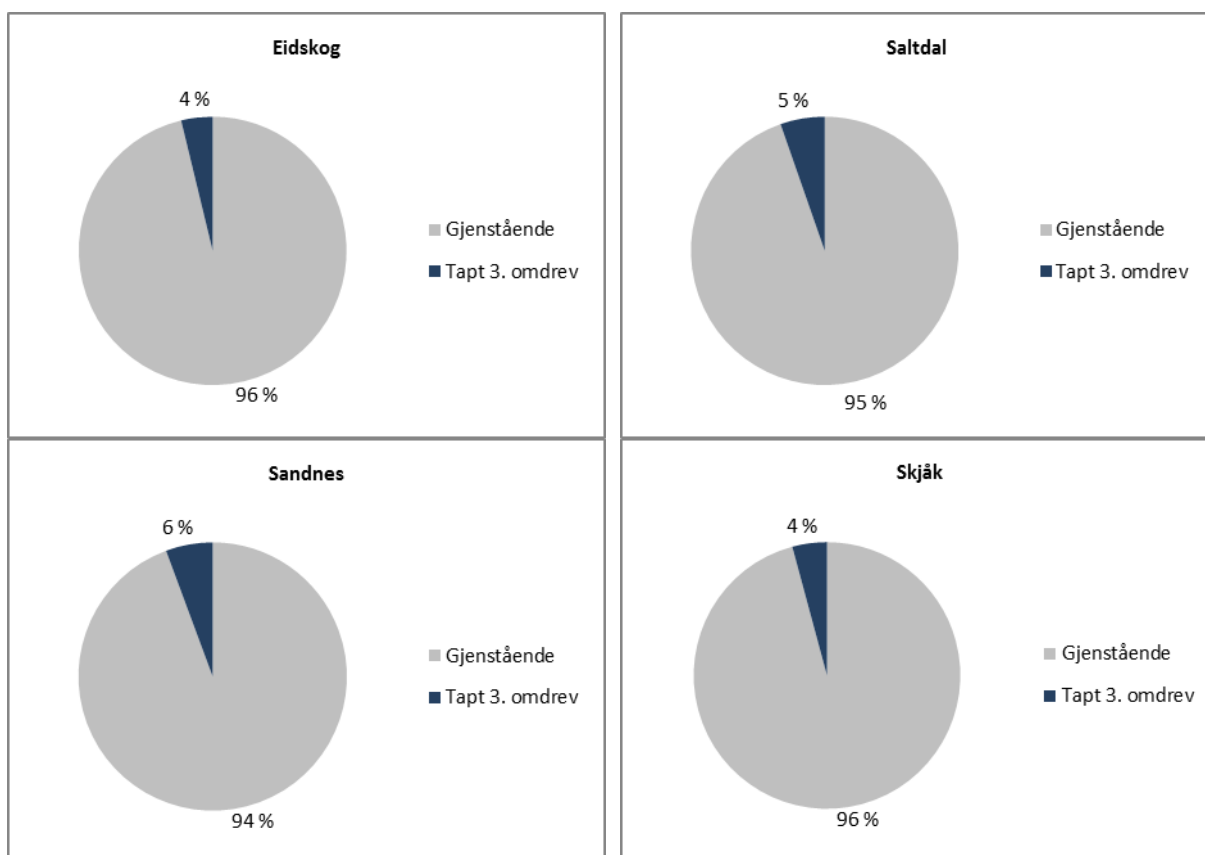 Eidskog
4 %
Gjenstående
Tapt 3. omdrev
96 %
Saltdal
5 %
Gjenstående
Tapt 3. omdrev
95 %
Sandnes
6 %
Gjenstående
Tapt 3. omdrev
94 %
Skjåk
4 %
Gjenstående
Tapt 3. omdrev
96 %